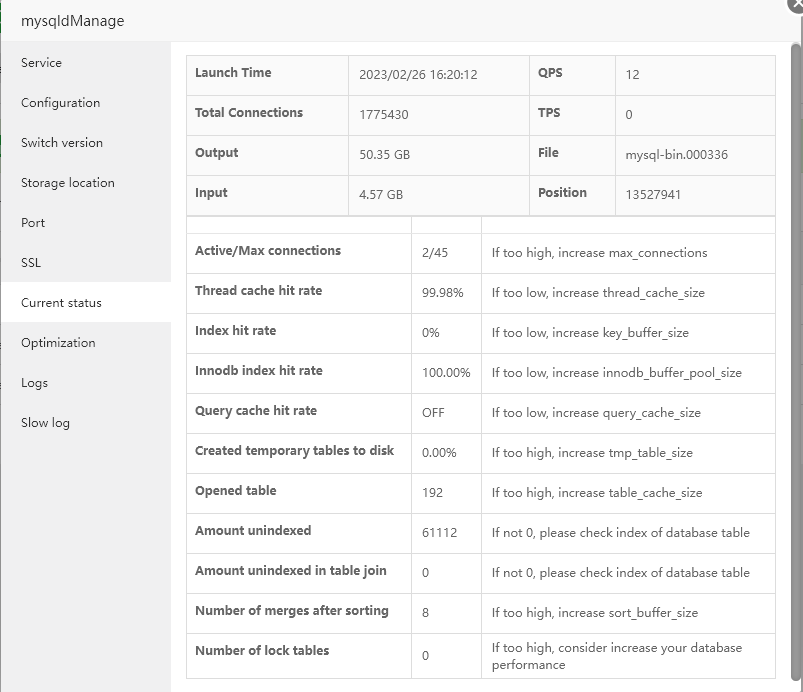 mysqldManage
Service
Configuration
Switch version
Storage location
Port
SSL
Current status
Optimization
Logs
Slow log
Launch Time 2023/02/26 16:20:12 QPS 12
Total Connections 1775430 TPS 0
Output 50.35 GB File mysql-bin.000336
Input 4.57 GB Position 13527941
Active/Max connections 2/45 If too high, increase max_connections
Thread cache hit rate 99.98% If too low, increase thread_cache_size
Index hit rate 0% If too low, increase key_buffer_size
Innodb index hit rate 100.00% If too low, increase innodb_buffer_pool_size
Query cache hit rate OFF If too low, increase query_cache_size
Created temporary tables to disk 0.00% If too high, increase tmp_table_size
Opened table 192 If too high, increase table_cache_size
Amount unindexed 61112 If not 0, please check index of database table
Amount unindexed in table join 0 If not 0, please check index of database table
Number of merges after sorting 8 If too high, increase sort_buffer_size
Number of lock tables 0 If too high, consider increase your database
performance